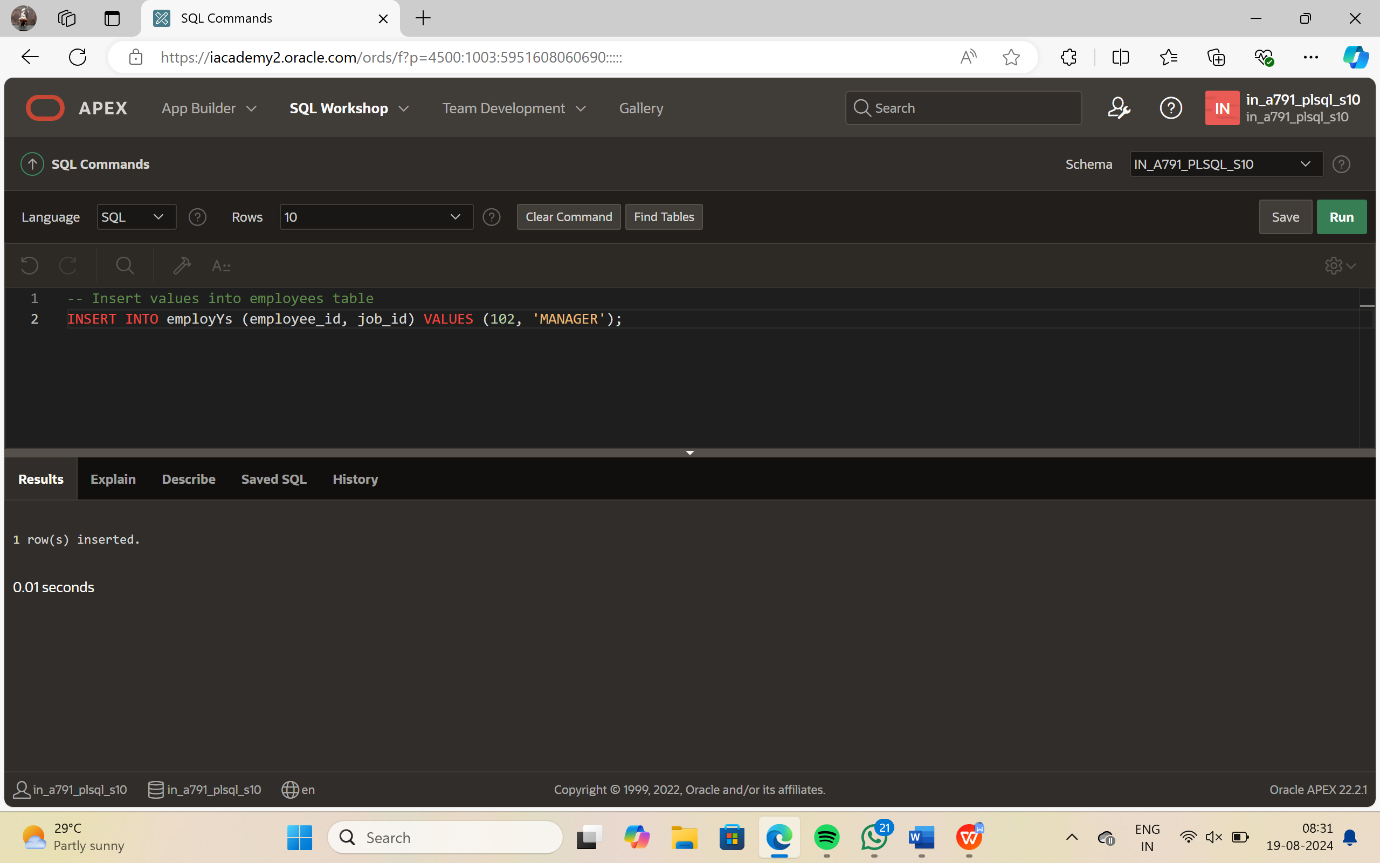 SQL Commands
https://iacademy2.oracle.com/ords/f?p=4500:1003:5951608060690:::::
APEX App Builder SQL Workshop Team Development Gallery Search IN in_a791_plsql_s10
in_a791_plsql_s10
SQL Commands Schema IN_A791_PLSQL_S10
Language SQL Rows 10 Clear Command Find Tables Save Run
1 -- Insert values into employees table
2 INSERT INTO employYs (employee_id, job_id) VALUES (102, 'MANAGER');
Results Explain Describe Saved SQL History
1 row(s) inserted.
0.01 seconds
in_a791_plsql_s10 in_a791_plsql_s10 en Copyright © 1999, 2022, Oracle and/or its affiliates. Oracle APEX 22.2.1
29°C
Partly sunny
Search
21
ENG
IN
08:31
19-08-2024